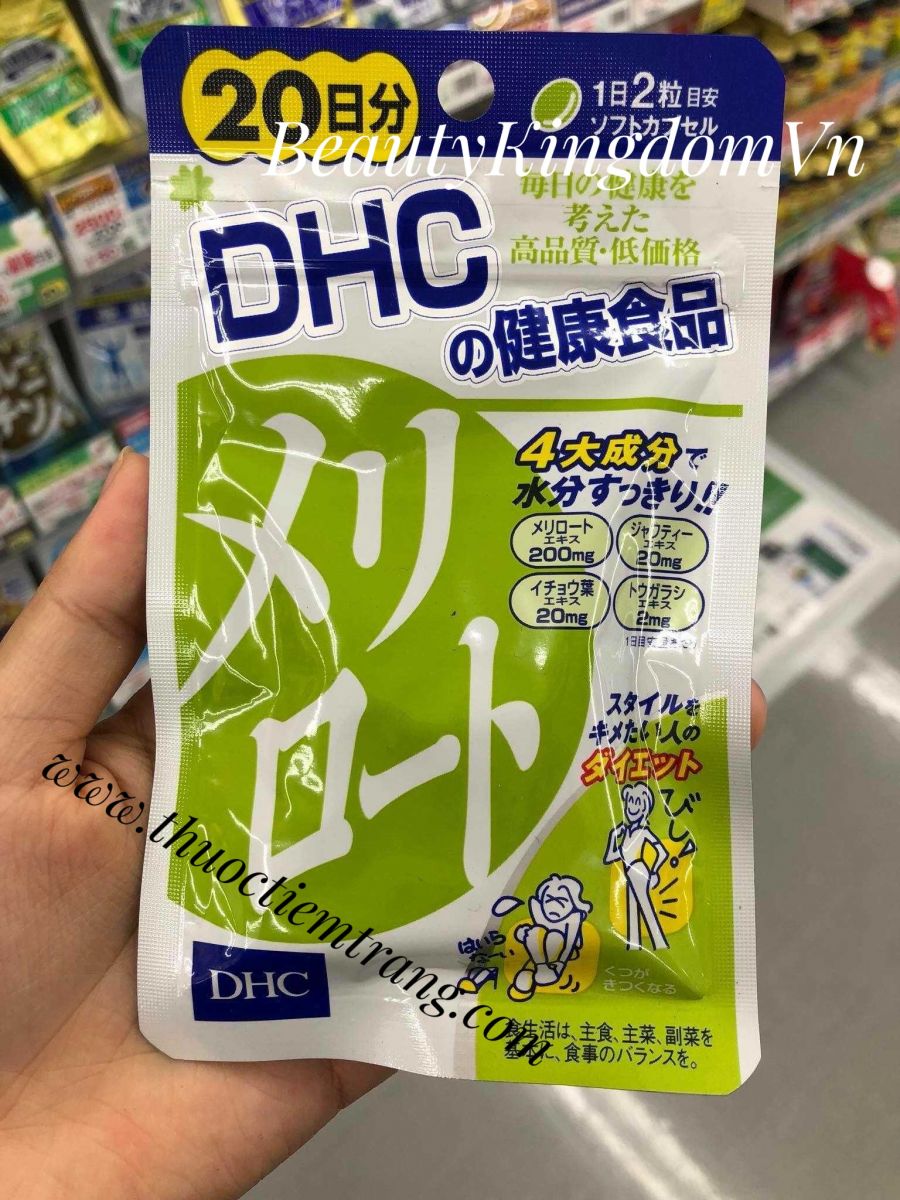 20日分
1日2粒目安
ソフトカプセル
BeautyKingdomVn
毎日の健康を
考えた
高品質・低価格
DHC
の健康食品
メリ
ロート
4大成分で
水分すっきり!!
メリロート
エキス
200mg
ジャワティー
エキス
20mg
イチョウ葉
エキス
20mg
トウガラシ
エキス
2mg
スタイルを
キメたい人の
ダイエット
びしっ!
はいら
www.thuoctiemtrang.com
DHC
くつが
きつくなる
食生活は、主食、主菜、副菜を
基本に、食事のバランスを。